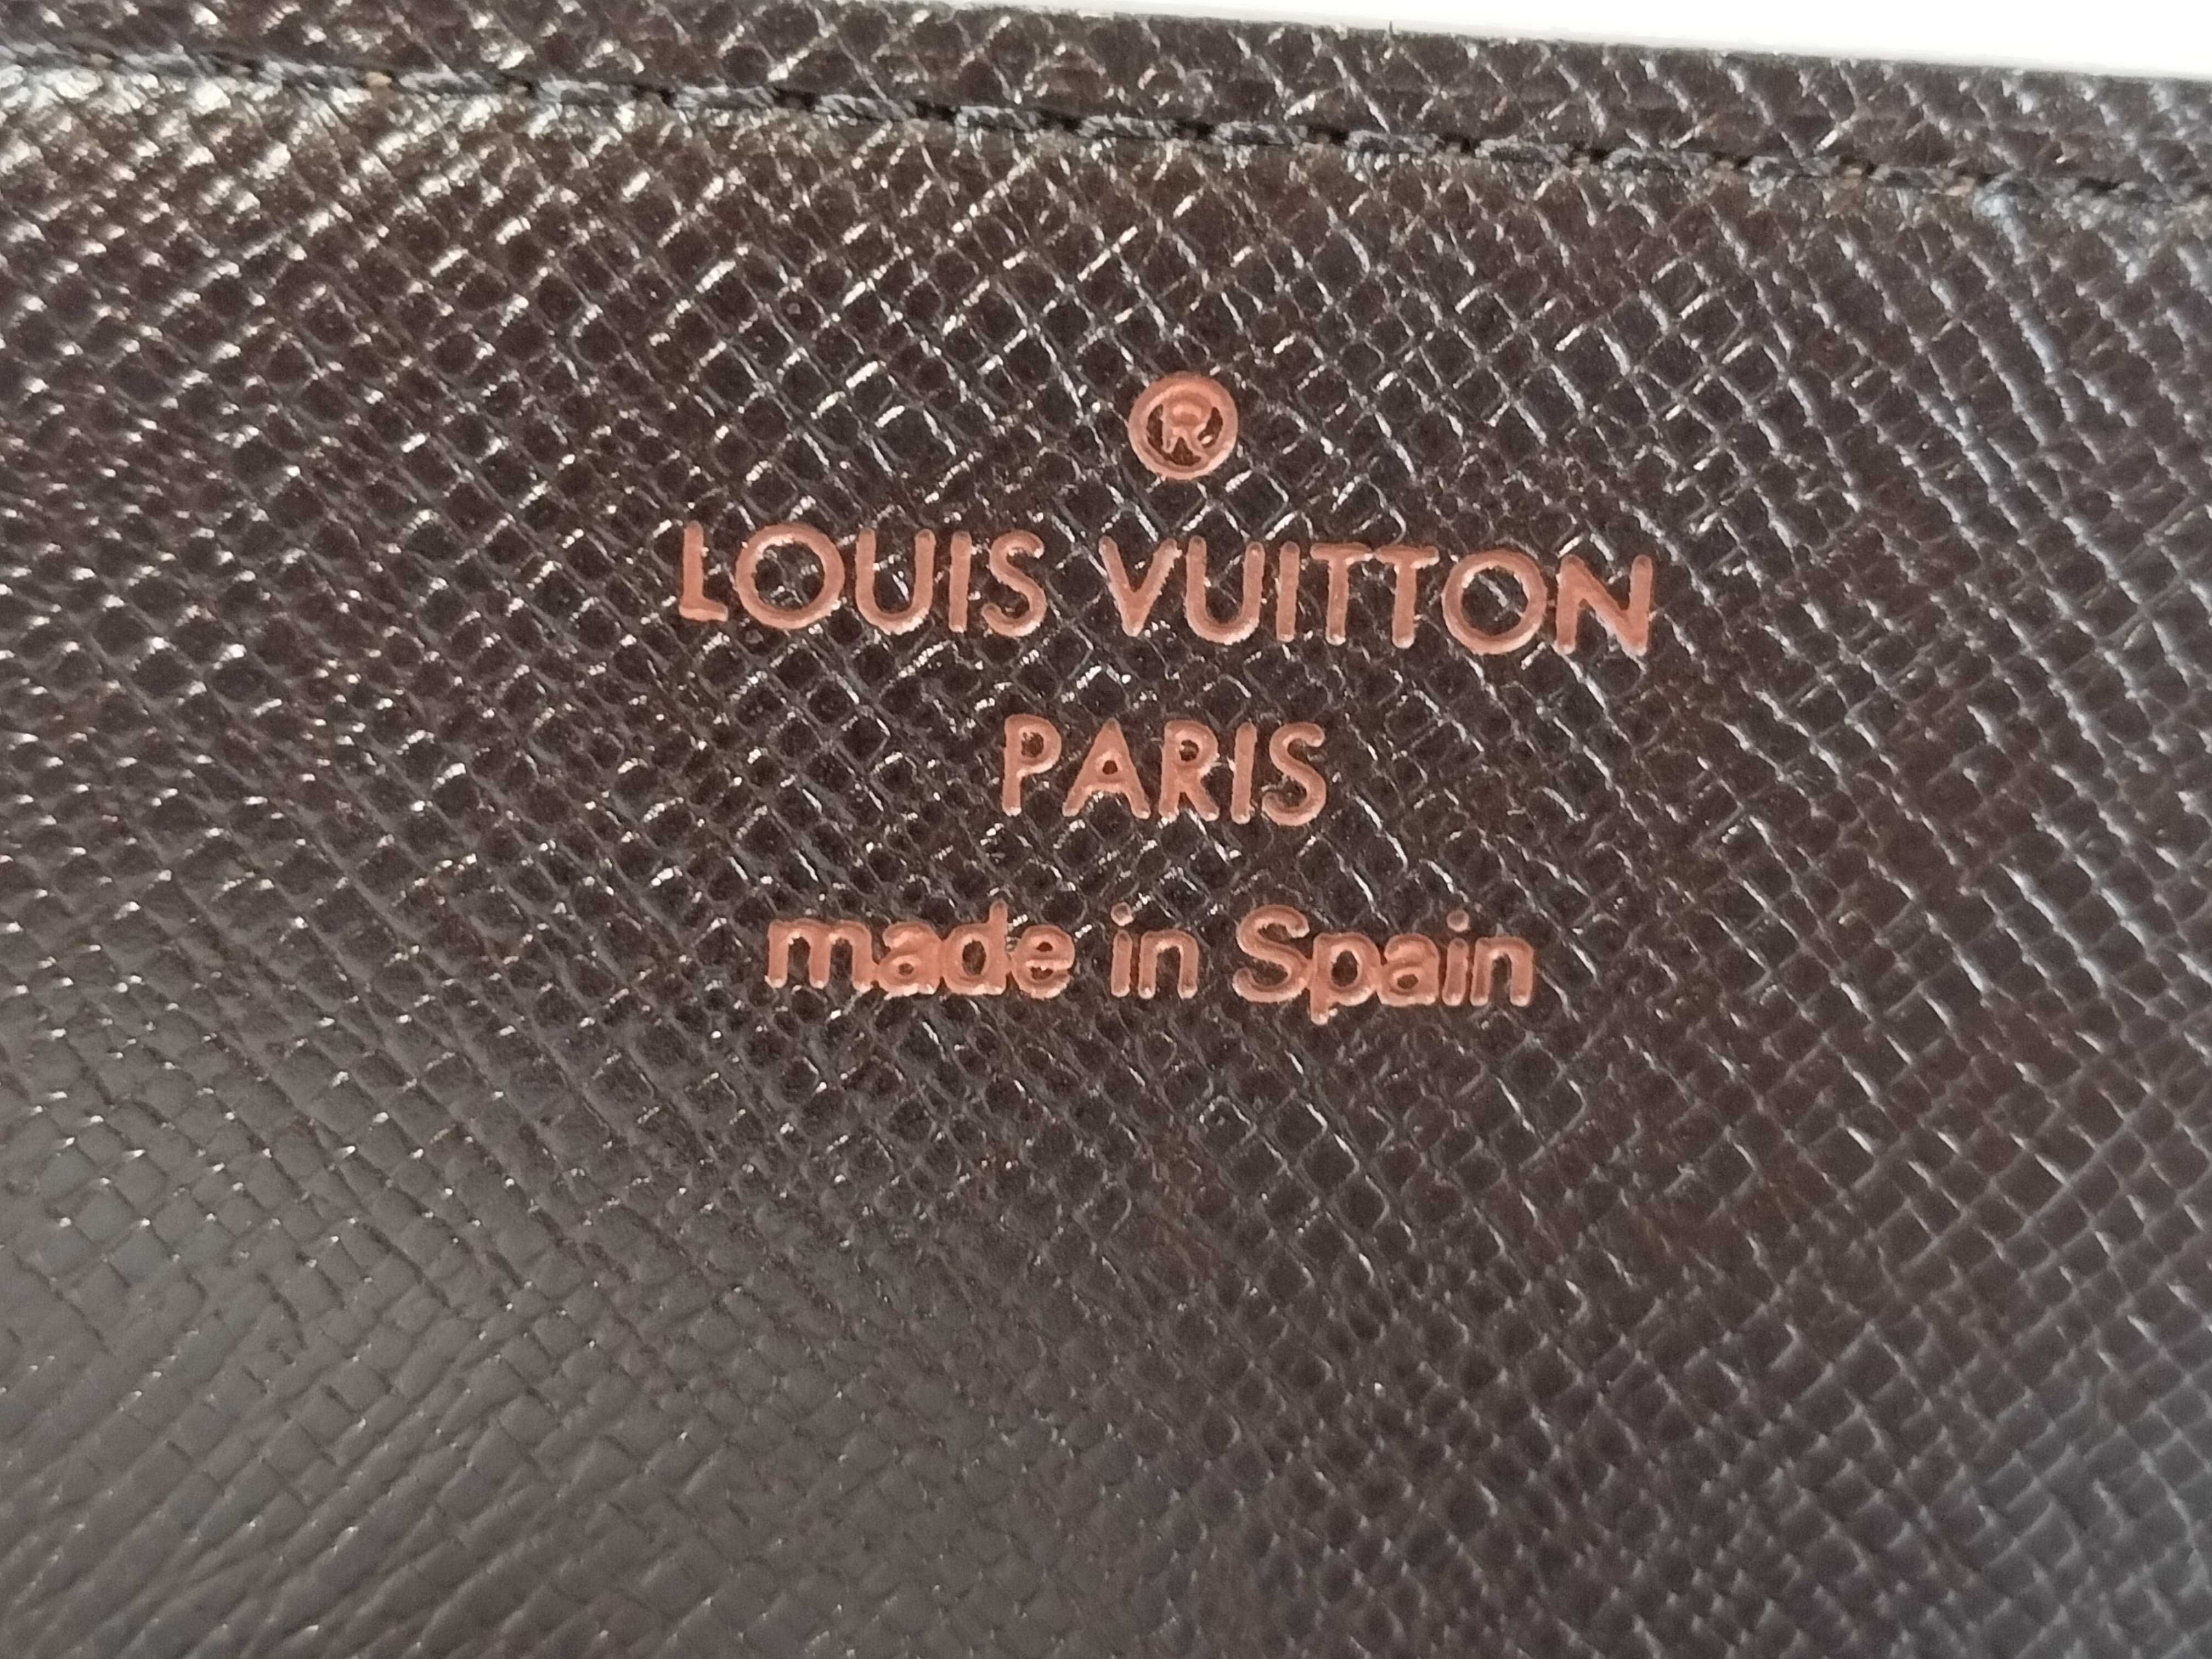 ®
LOUIS VUITTON
PARIS
made in Spain